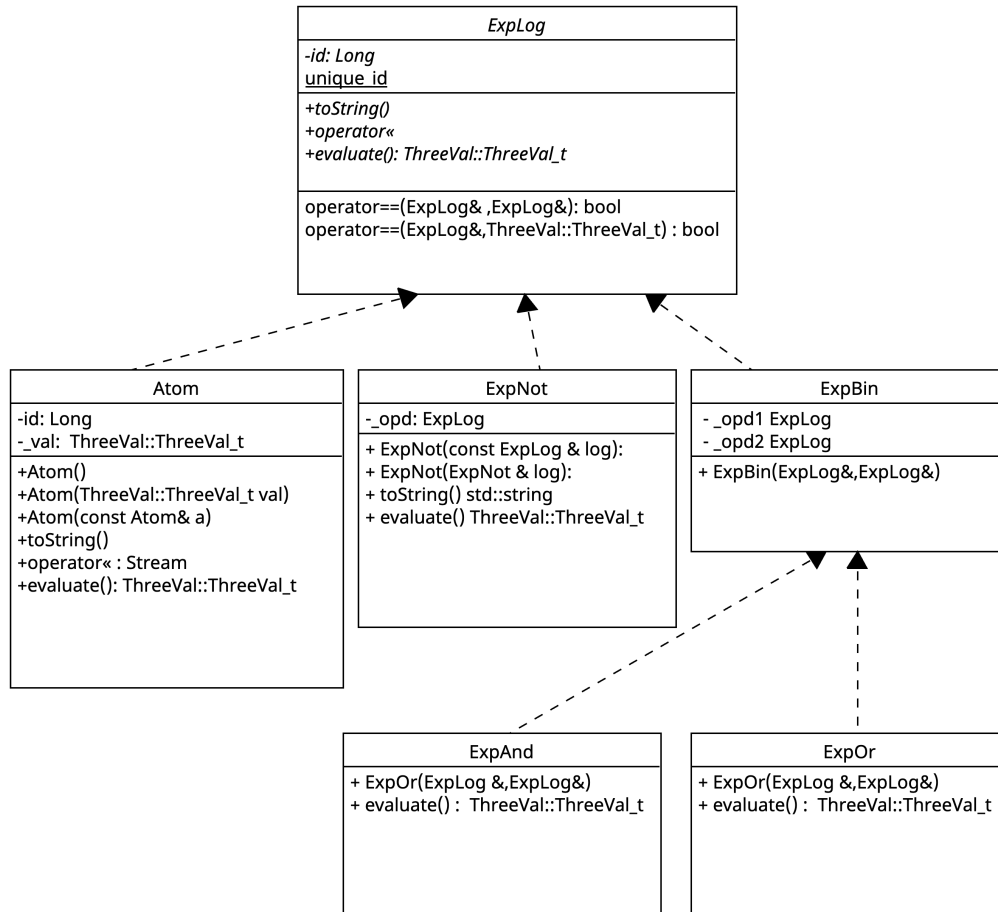 ExpLog
-id: Long
unique_id
+toString()
+operator«
+evaluate(): ThreeVal::ThreeVal_t
operator==(ExpLog& ,ExpLog&): bool
operator==(ExpLog&,ThreeVal::ThreeVal_t) : bool
Atom
-id: Long
-_val:  ThreeVal::ThreeVal_t
+Atom()
+Atom(ThreeVal::ThreeVal_t val)
+Atom(const Atom& a)
+toString()
+operator« : Stream
+evaluate(): ThreeVal::ThreeVal_t
ExpNot
-_opd: ExpLog
+ ExpNot(const ExpLog & log):
+ ExpNot(ExpNot & log):
+ toString() std::string
+ evaluate() ThreeVal::ThreeVal_t
ExpBin
- _opd1 ExpLog
- _opd2 ExpLog
+ ExpBin(ExpLog&,ExpLog&)
ExpAnd
+ ExpOr(ExpLog &,ExpLog&)
+ evaluate() :  ThreeVal::ThreeVal_t
ExpOr
+ ExpOr(ExpLog &,ExpLog&)
+ evaluate() :  ThreeVal::ThreeVal_t